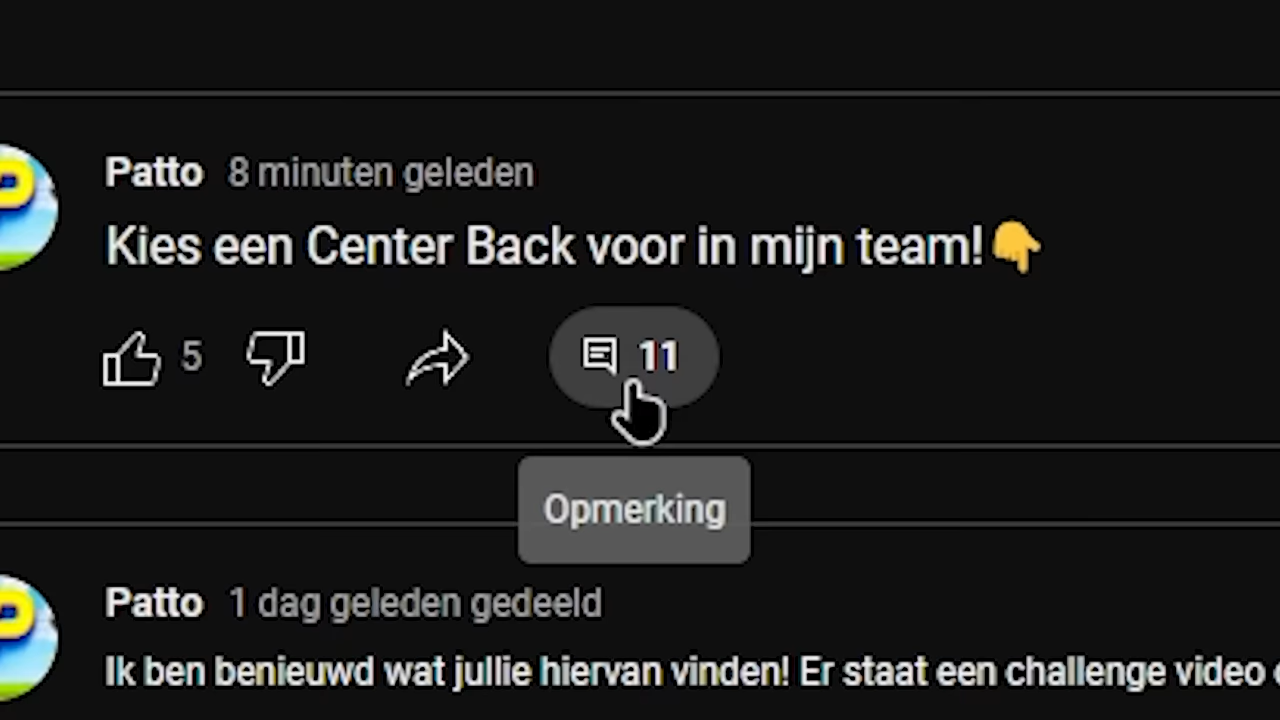 Patto 8 minuten geleden
Kies een Center Back voor in mijn team!👇
5 11
Opmerking
Patto 1 dag geleden gedeeld
Ik ben benieuwd wat jullie hiervan vinden! Er staat een challenge video